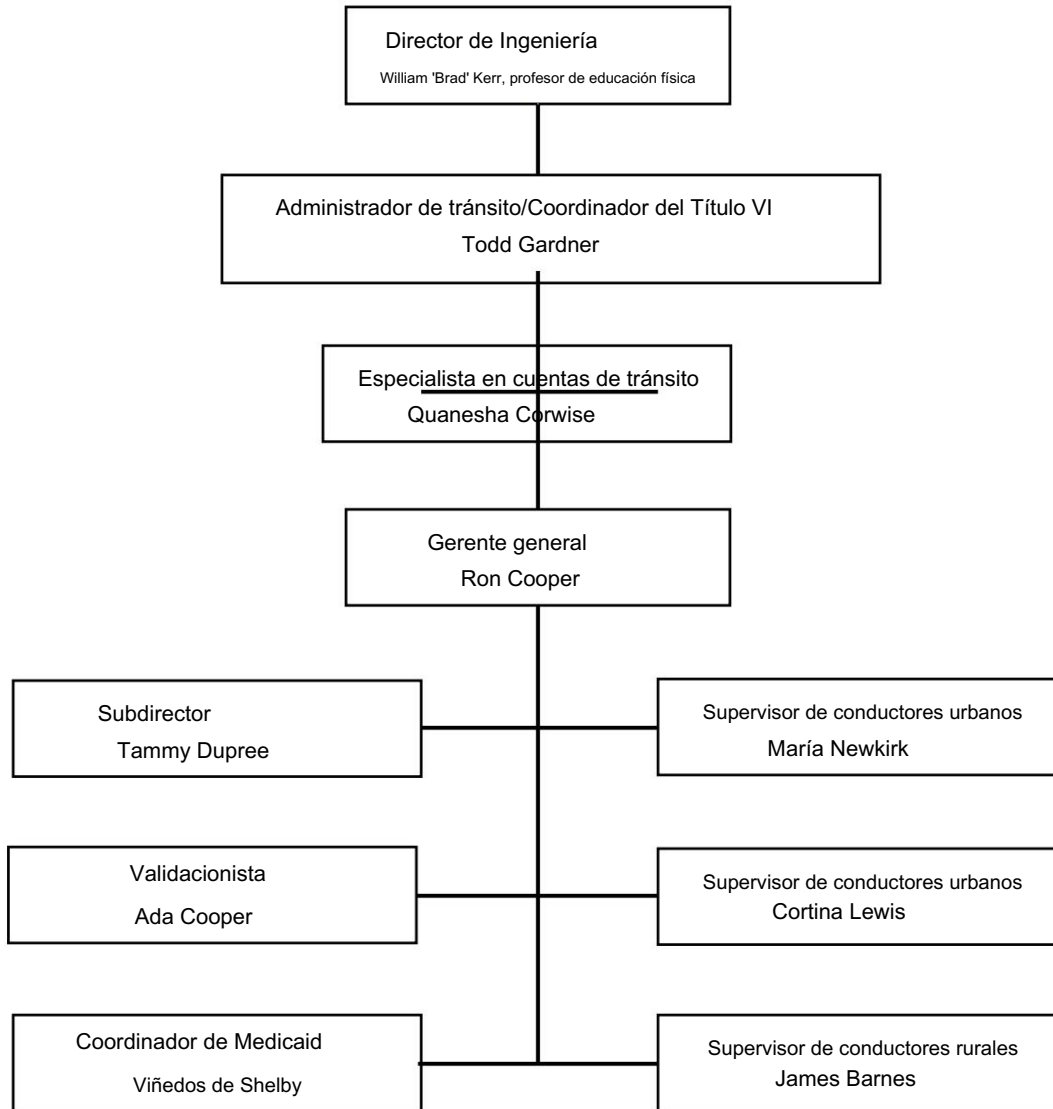 Director de Ingeniería
William 'Brad' Kerr, profesor de educación física
Administrador de tránsito/Coordinador del Título VI
Todd Gardner
Especialista en cuentas de tránsito
Quanesha Corwise
Gerente general
Ron Cooper
Subdirector
Tammy Dupree
Supervisor de conductores urbanos
María Newkirk
Validacionista
Ada Cooper
Supervisor de conductores urbanos
Cortina Lewis
Coordinador de Medicaid
Viñedos de Shelby
Supervisor de conductores rurales
James Barnes